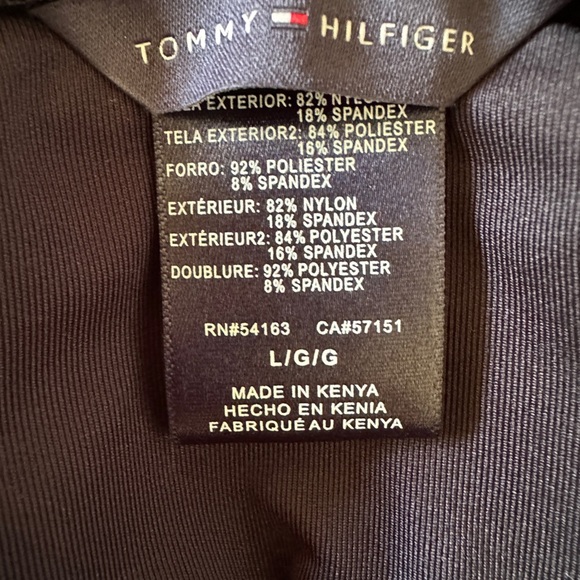 TOMMY HILFIGER
EXTERIOR: 82% NYLON
18% SPANDEX
TELA EXTERIOR2: 84% POLIESTER
16% SPANDEX
FORRO: 92% POLIESTER
8% SPANDEX
EXTÉRIEUR: 82% NYLON
18% SPANDEX
EXTÉRIEUR2: 84% POLYESTER
16% SPANDEX
DOUBLURE: 92% POLYESTER
8% SPANDEX
RN#54163 CA#57151
L/G/G
MADE IN KENYA
HECHO EN KENIA
FABRIQUÉ AU KENYA